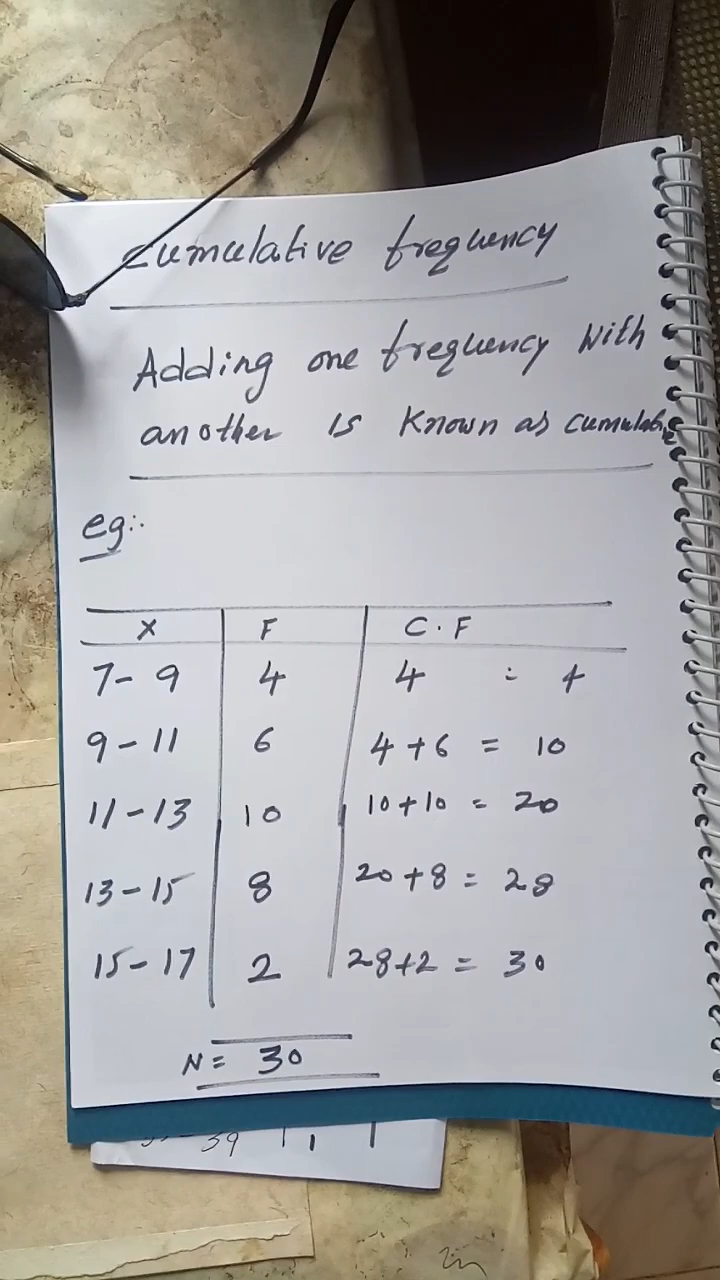 Cumulative frequency
Adding one frequency With
another Is Known as Cumulative
eg:-
X F C.F
7-9 4 4 = 4
9-11 6 4+6 = 10
11-13 10 10+10 = 20
13-15 8 20+8 = 28
15-17 2 28+2 = 30
N= 30
39